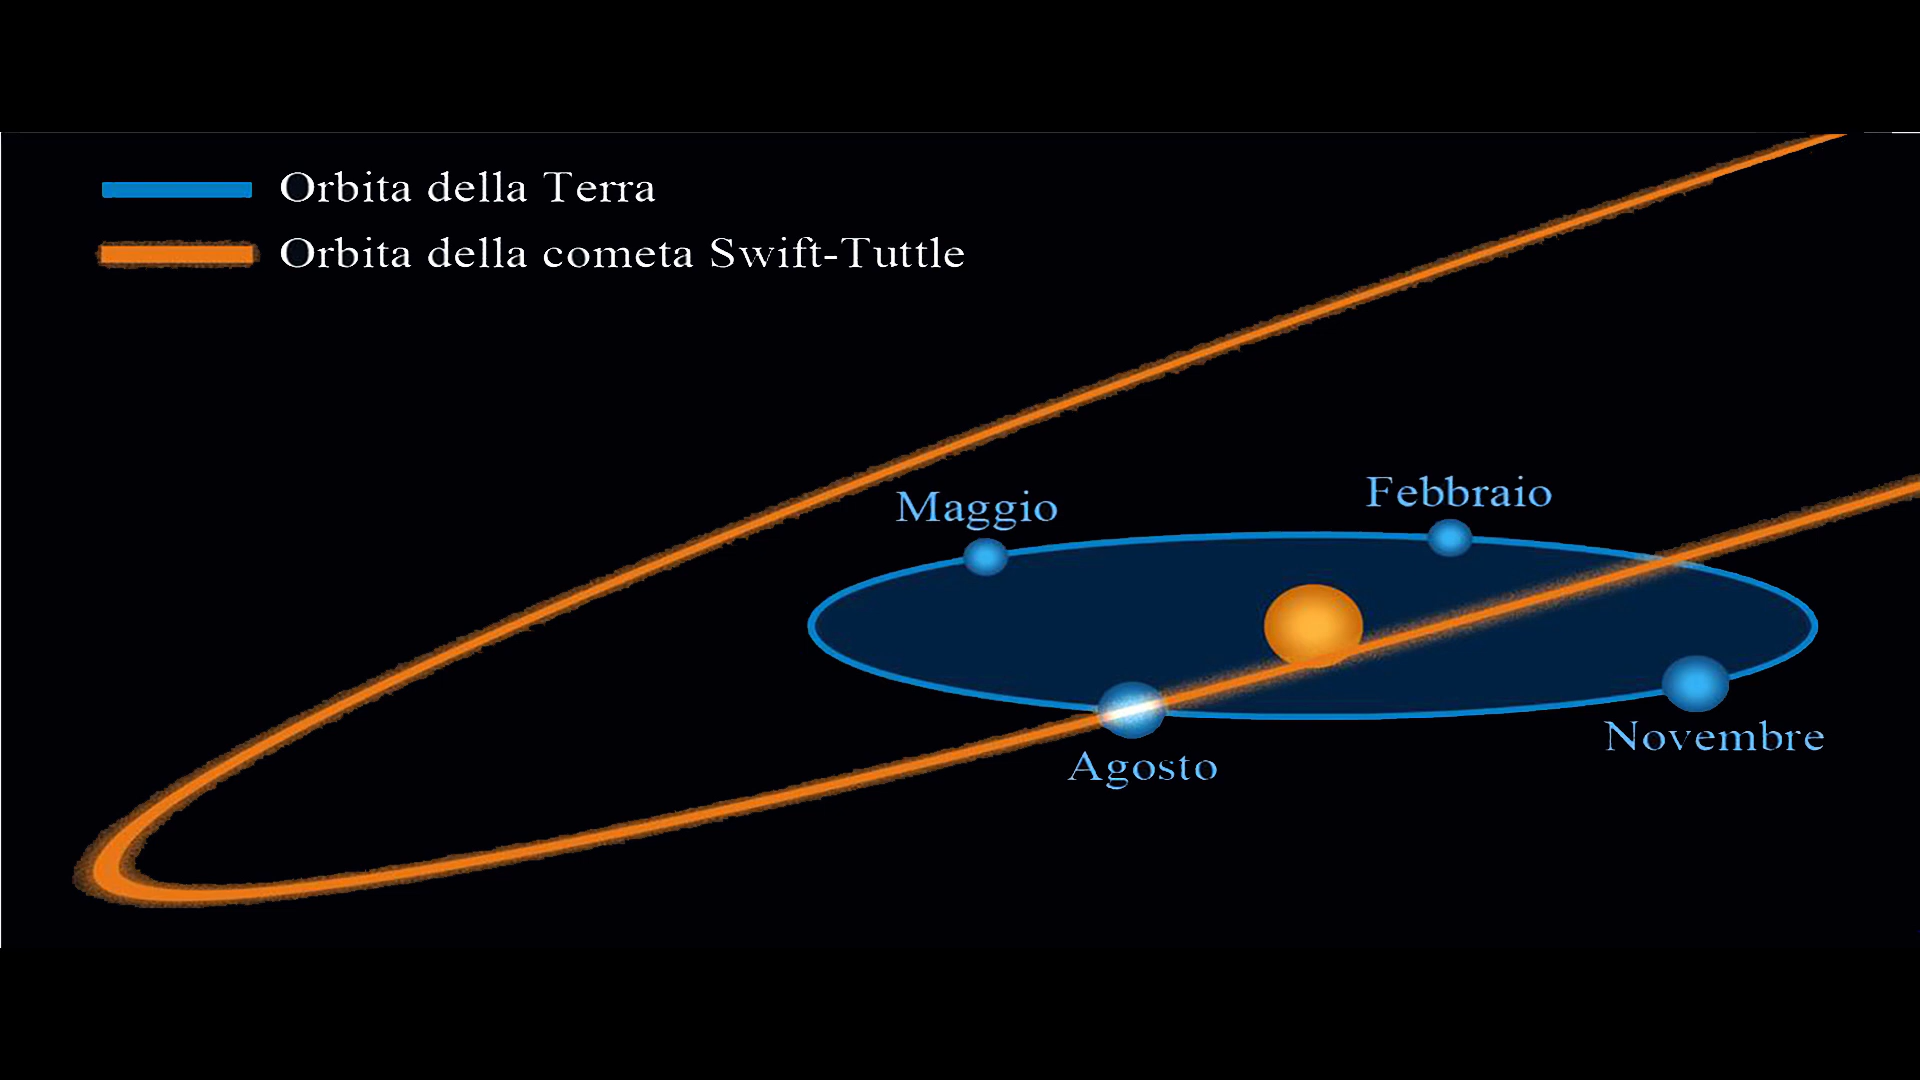 Orbita della Terra
Orbita della cometa Swift-Tuttle
Maggio
Febbraio
Agosto
Novembre